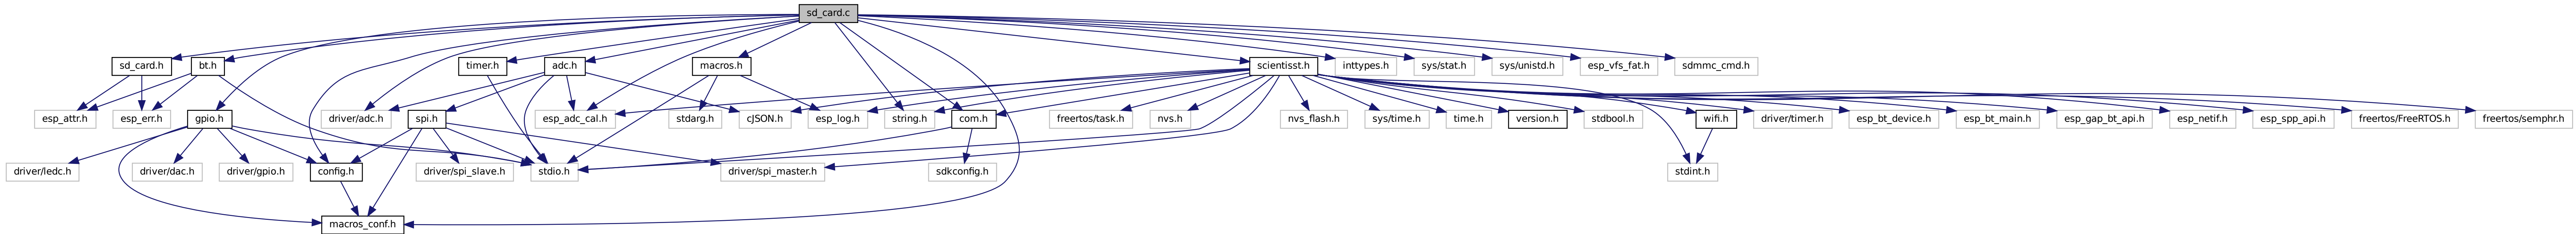 sd_card.c
sd_card.h
bt.h
timer.h
adc.h
macros.h
scientisst.h
inttypes.h
sys/stat.h
sys/unistd.h
esp_vfs_fat.h
sdmmc_cmd.h
esp_attr.h
esp_err.h
gpio.h
driver/adc.h
spi.h
esp_adc_cal.h
stdarg.h
cJSON.h
esp_log.h
string.h
com.h
freertos/task.h
nvs.h
nvs_flash.h
sys/time.h
time.h
version.h
stdbool.h
wifi.h
driver/timer.h
esp_bt_device.h
esp_bt_main.h
esp_gap_bt_api.h
esp_netif.h
esp_spp_api.h
freertos/FreeRTOS.h
freertos/semphr.h
driver/ledc.h
driver/dac.h
driver/gpio.h
config.h
driver/spi_slave.h
stdio.h
driver/spi_master.h
sdkconfig.h
stdint.h
macros_conf.h